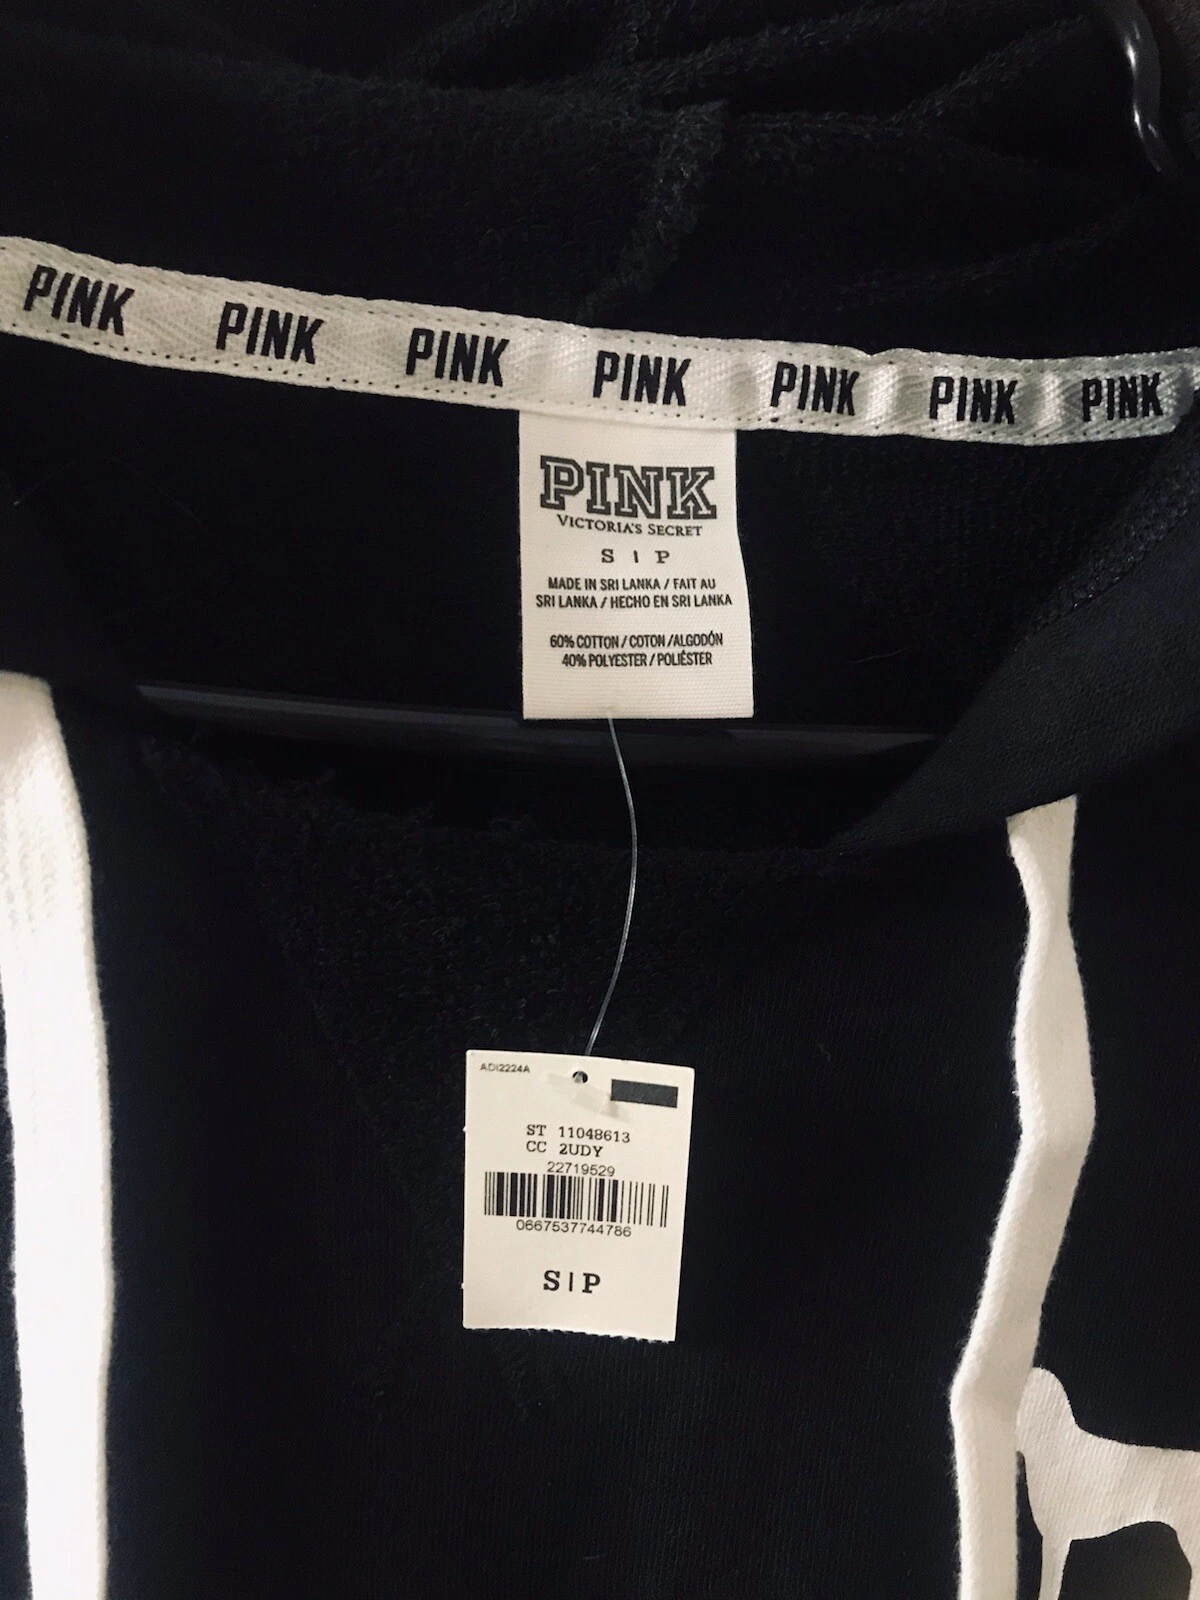 PINK PINK PINK PINK PINK PINK PINK
PINK
VICTORIA'S SECRET
S | P
MADE IN SRI LANKA / FAIT AU
SRI LANKA / HECHO EN SRI LANKA
60% COTTON / COTON / ALGODÓN
40% POLYESTER / POLIÉSTER
ADI2224A
ST 11048613
CC 2UDY
22719529
0667537744786
S | P